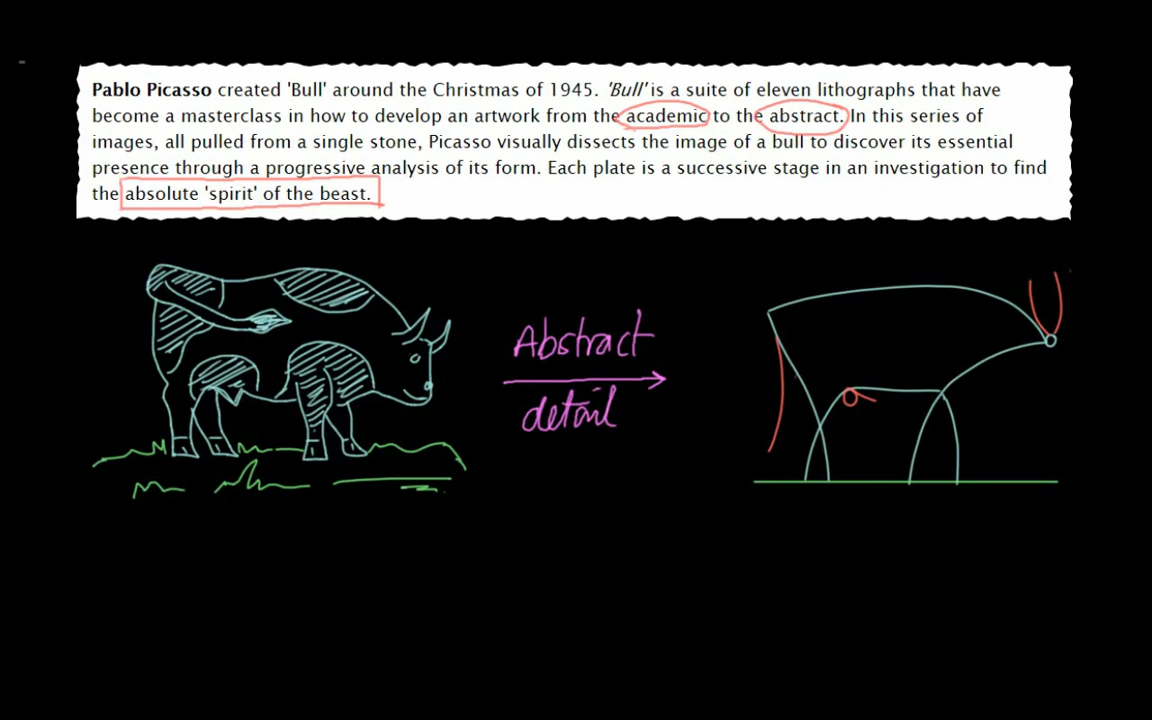 Pablo Picasso created 'Bull' around the Christmas of 1945. 'Bull' is a suite of eleven lithographs that have
become a masterclass in how to develop an artwork from the academic to the abstract. In this series of
images, all pulled from a single stone, Picasso visually dissects the image of a bull to discover its essential
presence through a progressive analysis of its form. Each plate is a successive stage in an investigation to find
the absolute 'spirit' of the beast.
Abstract
detail